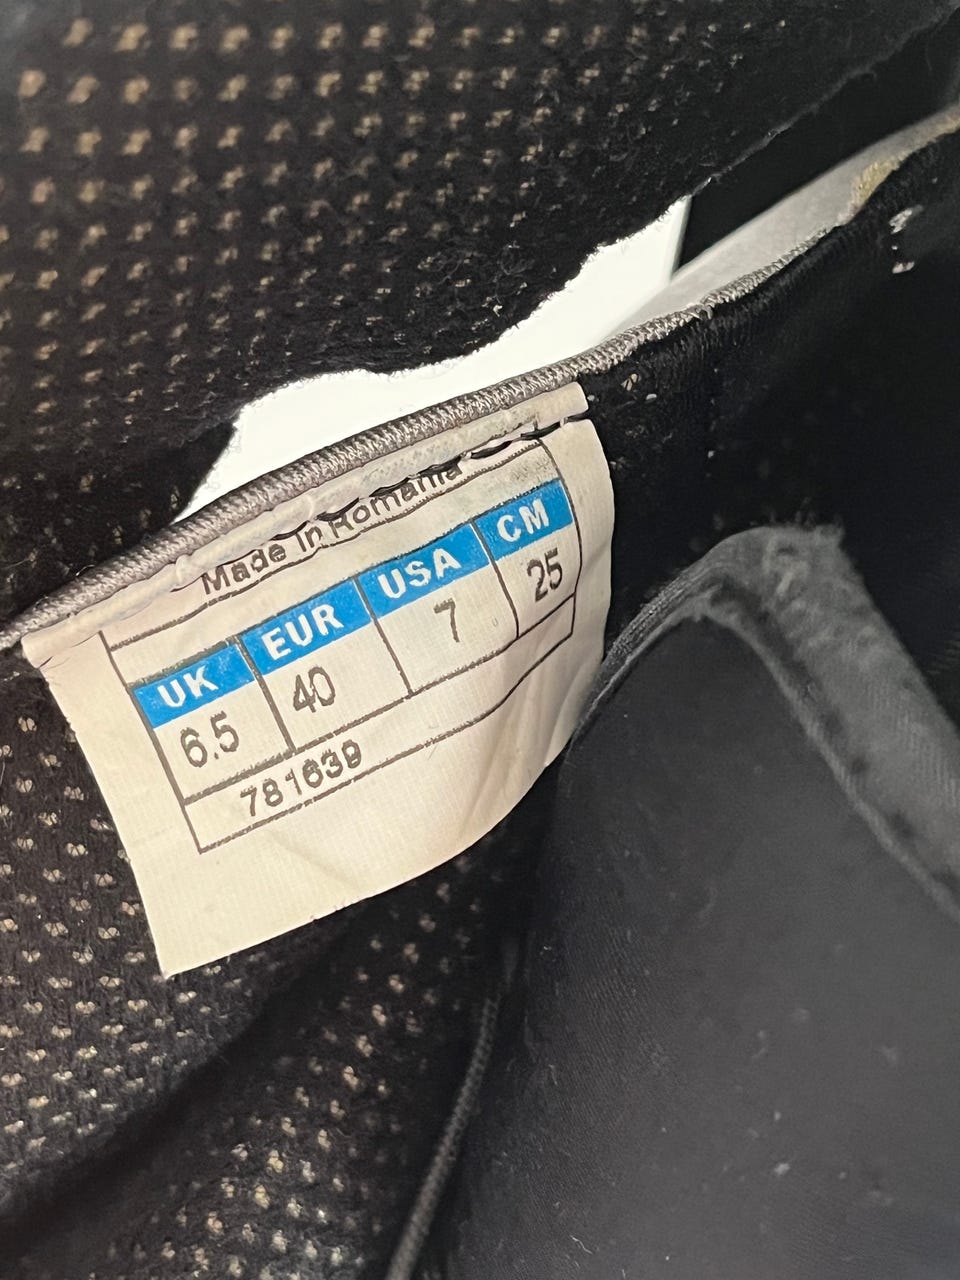 Made in Romania
UK EUR USA CM
6.5 40 7 25
781639